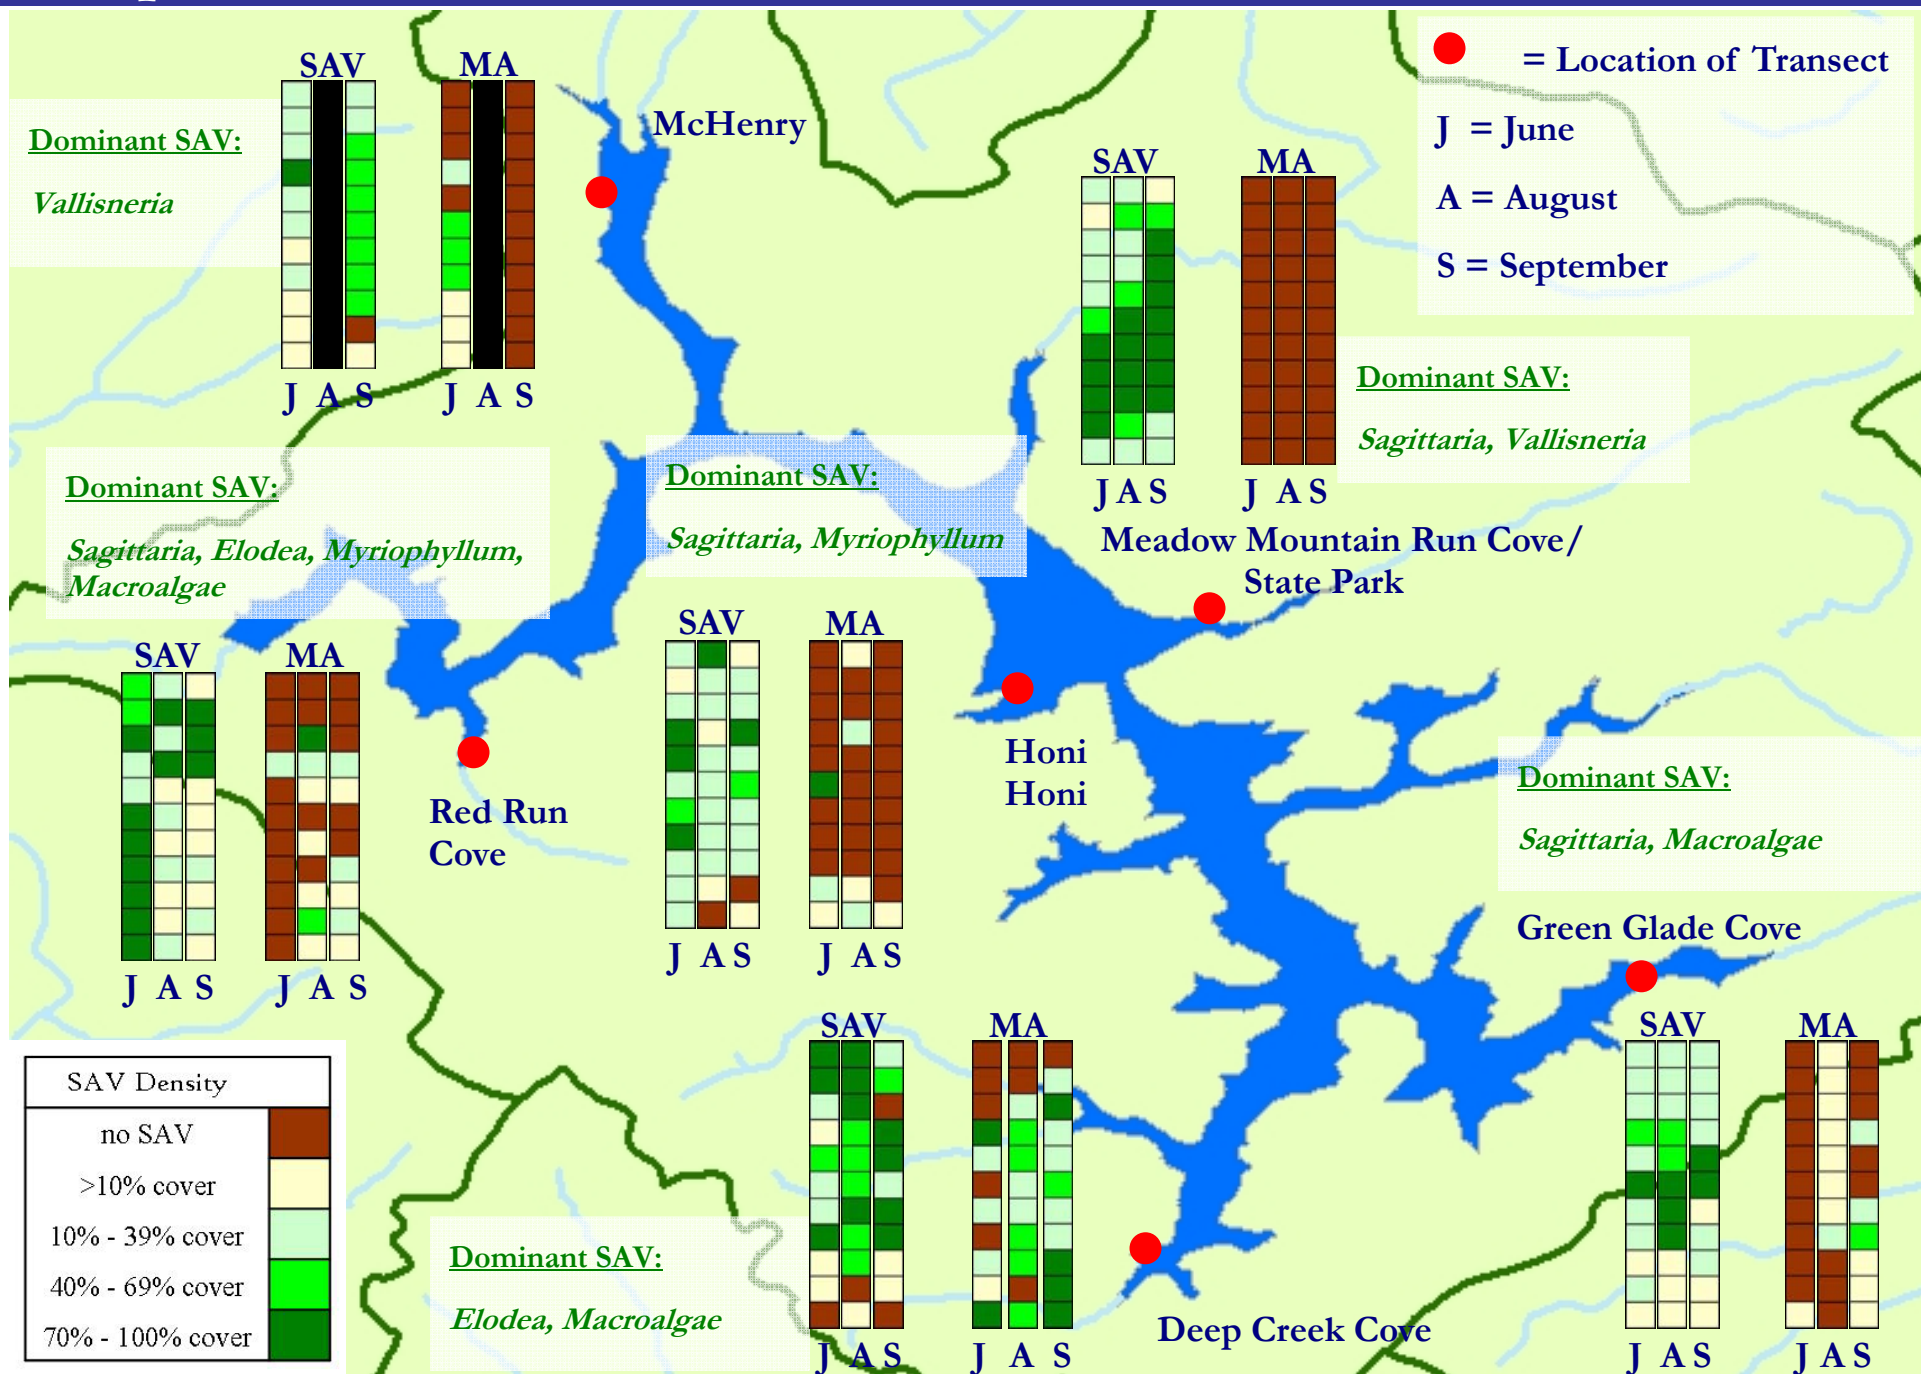 = Location of Transect
J = June
A = August
S = September
SAV MA
Dominant SAV:
Vallisneria
J A S J A S
McHenry
SAV MA
J A S J A S
Dominant SAV:
Sagittaria, Vallisneria
Meadow Mountain Run Cove/
State Park
Dominant SAV:
Sagittaria, Elodea, Myriophyllum,
Macroalgae
SAV MA
J A S J A S
Red Run
Cove
Dominant SAV:
Sagittaria, Myriophyllum
SAV MA
J A S J A S
Honi
Honi
Dominant SAV:
Sagittaria, Macroalgae
Green Glade Cove
SAV MA
J A S J A S
SAV MA
J A S J A S
Dominant SAV:
Elodea, Macroalgae
Deep Creek Cove
SAV Density
no SAV
>10% cover
10% - 39% cover
40% - 69% cover
70% - 100% cover